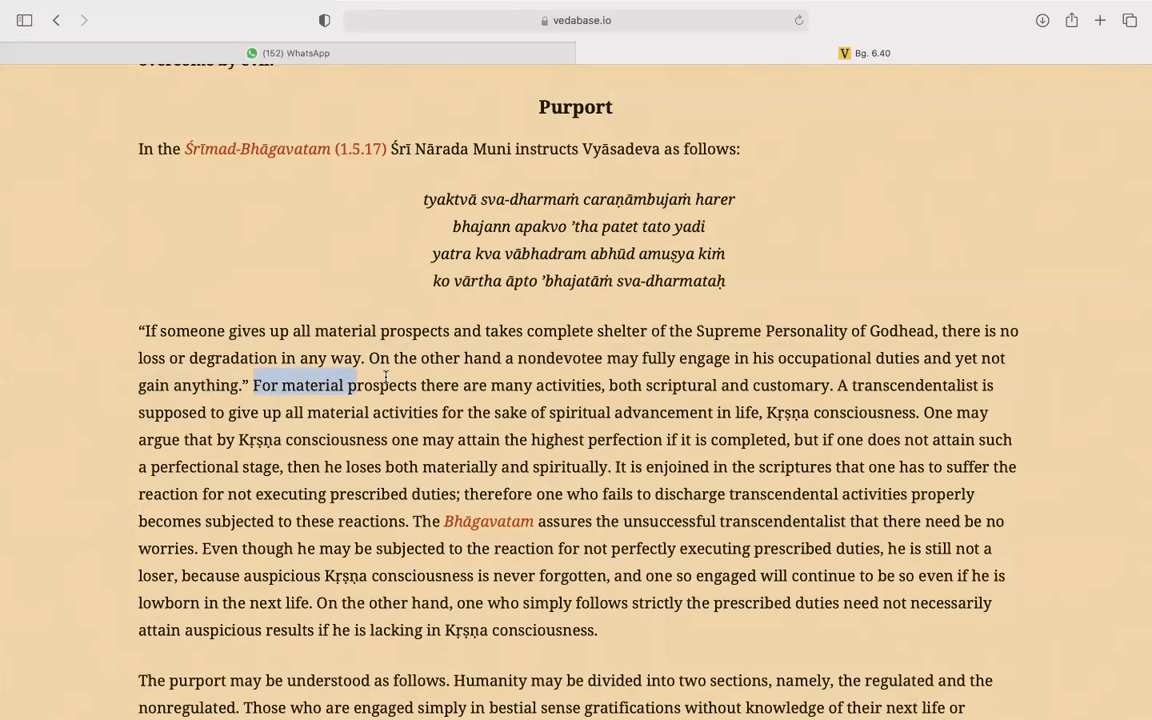 vedabase.io
(152) WhatsApp
V Bg. 6.40
overcome by evil.
Purport
In the Śrīmad-Bhāgavatam (1.5.17) Śrī Nārada Muni instructs Vyāsadeva as follows:
tyaktvā sva-dharmaṁ caraṇāmbujaṁ harer
bhajann apakvo ’tha patet tato yadi
yatra kva vābhadram abhūd amuṣya kiṁ
ko vārtha āpto ’bhajatāṁ sva-dharmataḥ
“If someone gives up all material prospects and takes complete shelter of the Supreme Personality of Godhead, there is no
loss or degradation in any way. On the other hand a nondevotee may fully engage in his occupational duties and yet not
gain anything.” For material prospects there are many activities, both scriptural and customary. A transcendentalist is
supposed to give up all material activities for the sake of spiritual advancement in life, Kṛṣṇa consciousness. One may
argue that by Kṛṣṇa consciousness one may attain the highest perfection if it is completed, but if one does not attain such
a perfectional stage, then he loses both materially and spiritually. It is enjoined in the scriptures that one has to suffer the
reaction for not executing prescribed duties; therefore one who fails to discharge transcendental activities properly
becomes subjected to these reactions. The Bhāgavatam assures the unsuccessful transcendentalist that there need be no
worries. Even though he may be subjected to the reaction for not perfectly executing prescribed duties, he is still not a
loser, because auspicious Kṛṣṇa consciousness is never forgotten, and one so engaged will continue to be so even if he is
lowborn in the next life. On the other hand, one who simply follows strictly the prescribed duties need not necessarily
attain auspicious results if he is lacking in Kṛṣṇa consciousness.
The purport may be understood as follows. Humanity may be divided into two sections, namely, the regulated and the
nonregulated. Those who are engaged simply in bestial sense gratifications without knowledge of their next life or